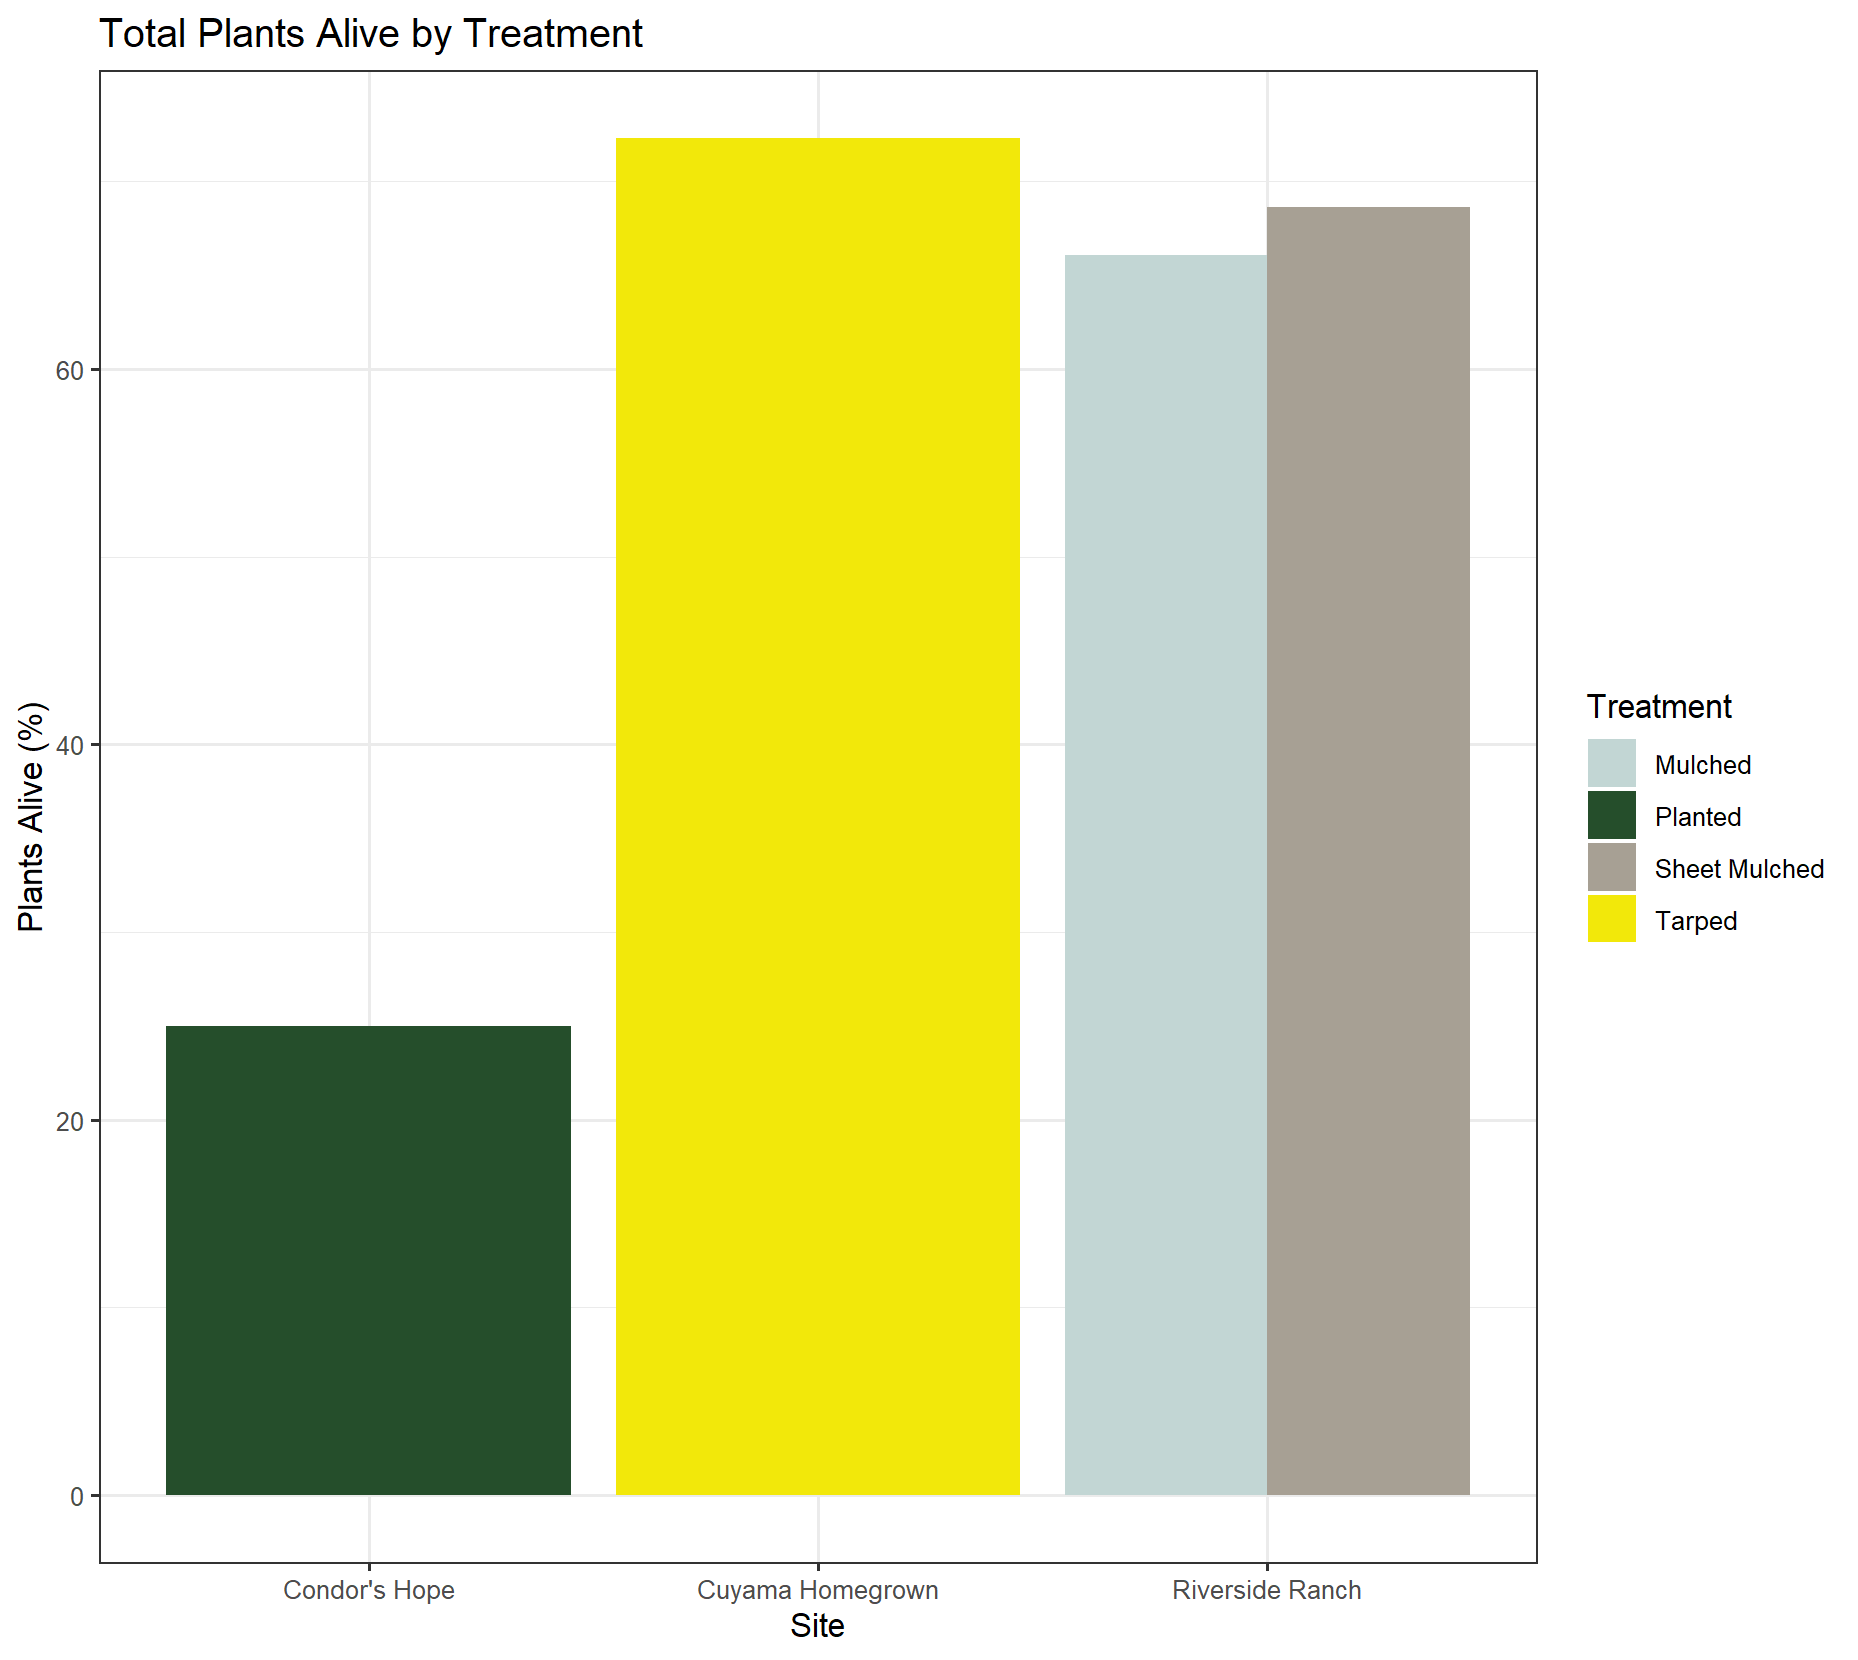 Total Plants Alive by Treatment
Plants Alive (%)
60
40
20
0
Condor's Hope
Cuyama Homegrown
Riverside Ranch
Site
Treatment
Mulched
Planted
Sheet Mulched
Tarped